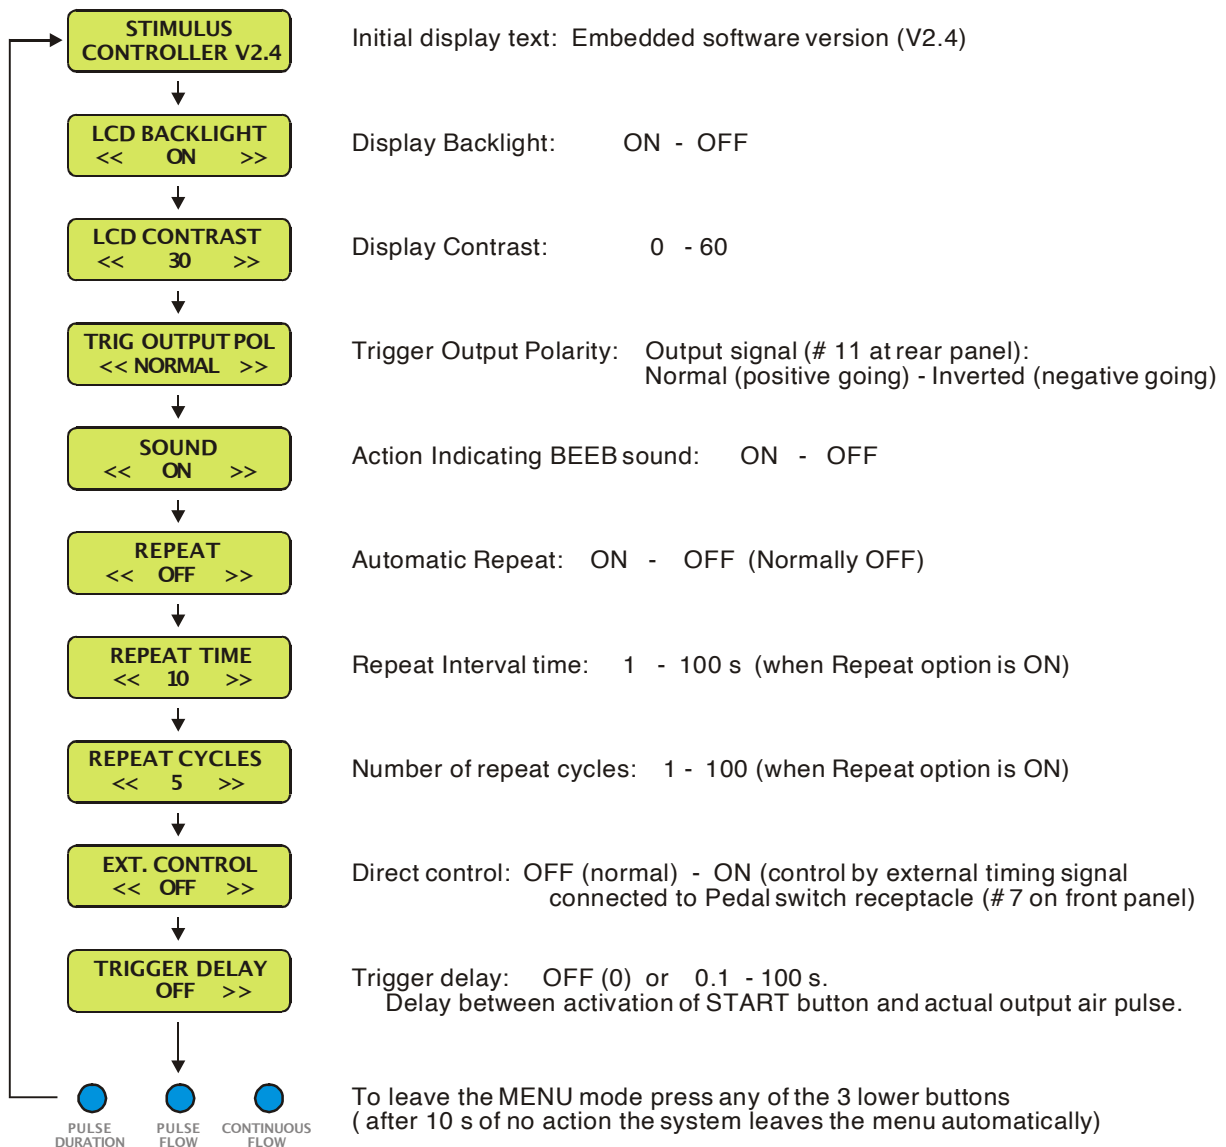 STIMULUS
CONTROLLER V2.4
Initial display text: Embedded software version (V2.4)
LCD BACKLIGHT
<< ON >>
Display Backlight: ON - OFF
LCD CONTRAST
<< 30 >>
Display Contrast: 0 - 60
TRIG OUTPUT POL
<< NORMAL >>
Trigger Output Polarity: Output signal (# 11 at rear panel):
Normal (positive going) - Inverted (negative going)
SOUND
<< ON >>
Action Indicating BEEB sound: ON - OFF
REPEAT
<< OFF >>
Automatic Repeat: ON - OFF (Normally OFF)
REPEAT TIME
<< 10 >>
Repeat Interval time: 1 - 100 s (when Repeat option is ON)
REPEAT CYCLES
<< 5 >>
Number of repeat cycles: 1 - 100 (when Repeat option is ON)
EXT. CONTROL
<< OFF >>
Direct control: OFF (normal) - ON (control by external timing signal
connected to Pedal switch receptacle (# 7 on front panel)
TRIGGER DELAY
OFF >>
Trigger delay: OFF (0) or 0.1 - 100 s.
Delay between activation of START button and actual output air pulse.
To leave the MENU mode press any of the 3 lower buttons
( after 10 s of no action the system leaves the menu automatically)
PULSE
DURATION
PULSE
FLOW
CONTINUOUS
FLOW